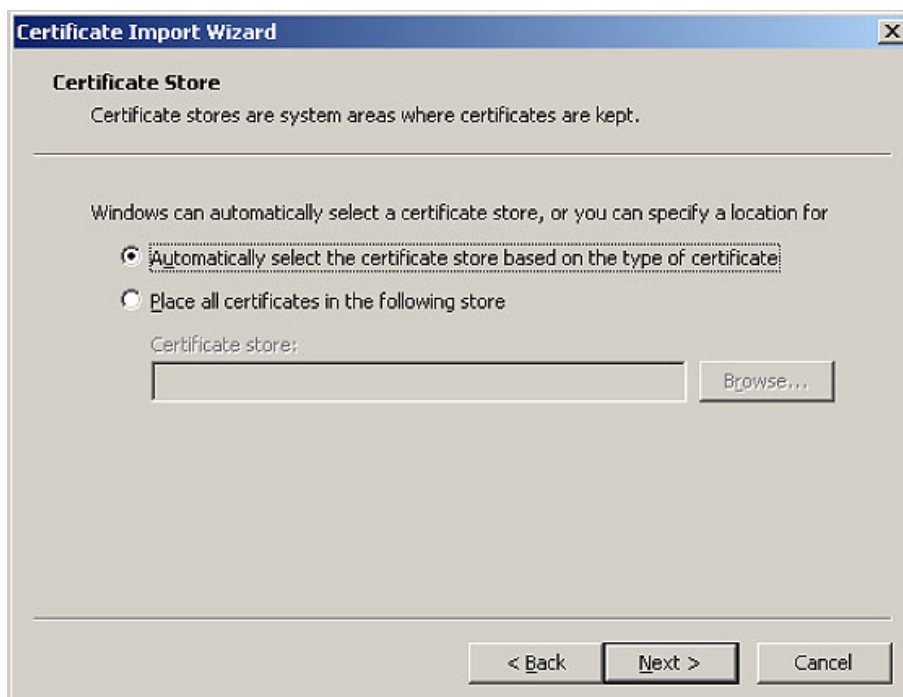 Certificate Import Wizard
Certificate Store
Certificate stores are system areas where certificates are kept.
Windows can automatically select a certificate store, or you can specify a location for
Automatically select the certificate store based on the type of certificate
Place all certificates in the following store
Certificate store:
Browse...
< Back
Next >
Cancel